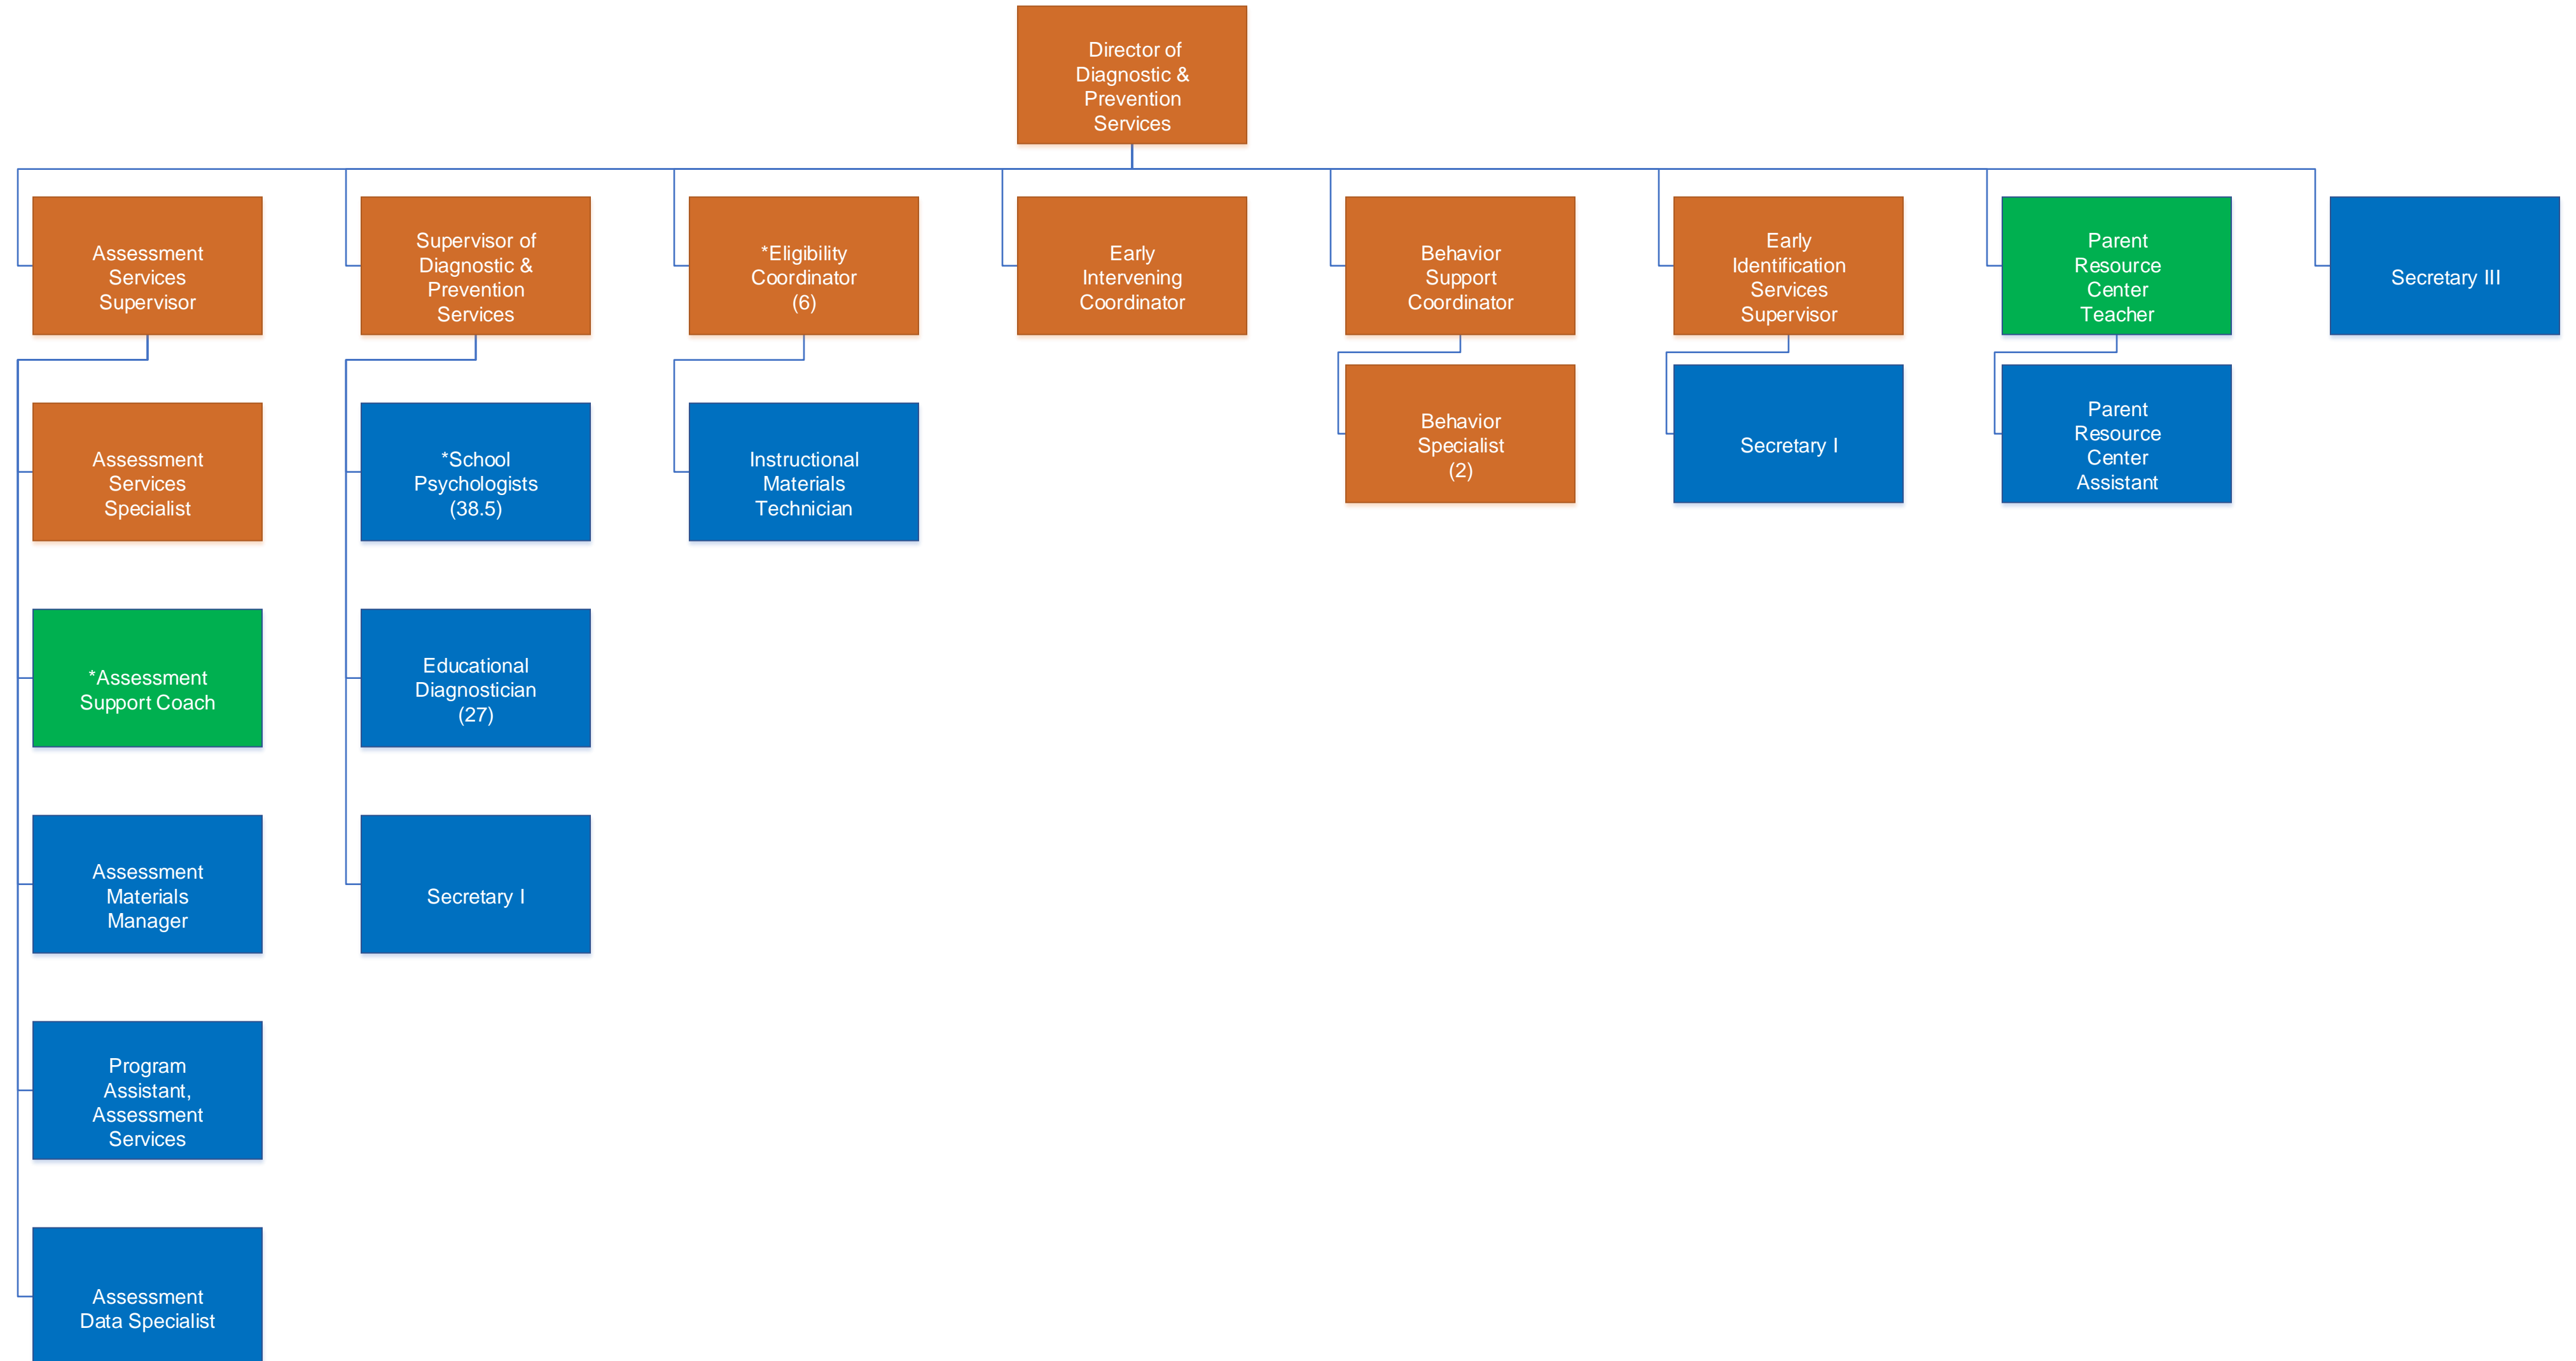 Director of
Diagnostic &
Prevention
Services
Assessment
Services
Supervisor
Supervisor of
Diagnostic &
Prevention
Services
*Eligibility
Coordinator
(6)
Early
Intervening
Coordinator
Behavior
Support
Coordinator
Early
Identification
Services
Supervisor
Parent
Resource
Center
Teacher
Secretary III
Assessment
Services
Specialist
*School
Psychologists
(38.5)
Instructional
Materials
Technician
Behavior
Specialist
(2)
Secretary I
Parent
Resource
Center
Assistant
*Assessment
Support Coach
Educational
Diagnostician
(27)
Assessment
Materials
Manager
Secretary I
Program
Assistant,
Assessment
Services
Assessment
Data Specialist